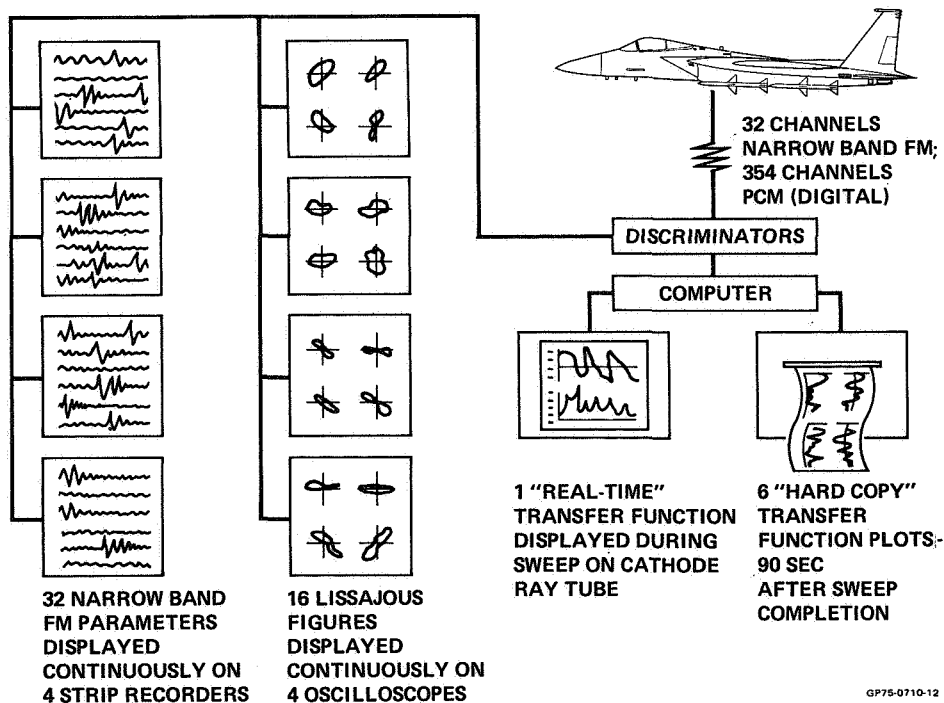 32 CHANNELS
NARROW BAND FM;
354 CHANNELS
PCM (DIGITAL)
DISCRIMINATORS
COMPUTER
1 "REAL-TIME"
TRANSFER FUNCTION
DISPLAYED DURING
SWEEP ON CATHODE
RAY TUBE
6 "HARD COPY"
TRANSFER
FUNCTION PLOTS-
90 SEC
AFTER SWEEP
COMPLETION
32 NARROW BAND
FM PARAMETERS
DISPLAYED
CONTINUOUSLY ON
4 STRIP RECORDERS
16 LISSAJOUS
FIGURES
DISPLAYED
CONTINUOUSLY ON
4 OSCILLOSCOPES
GP75-0710-12